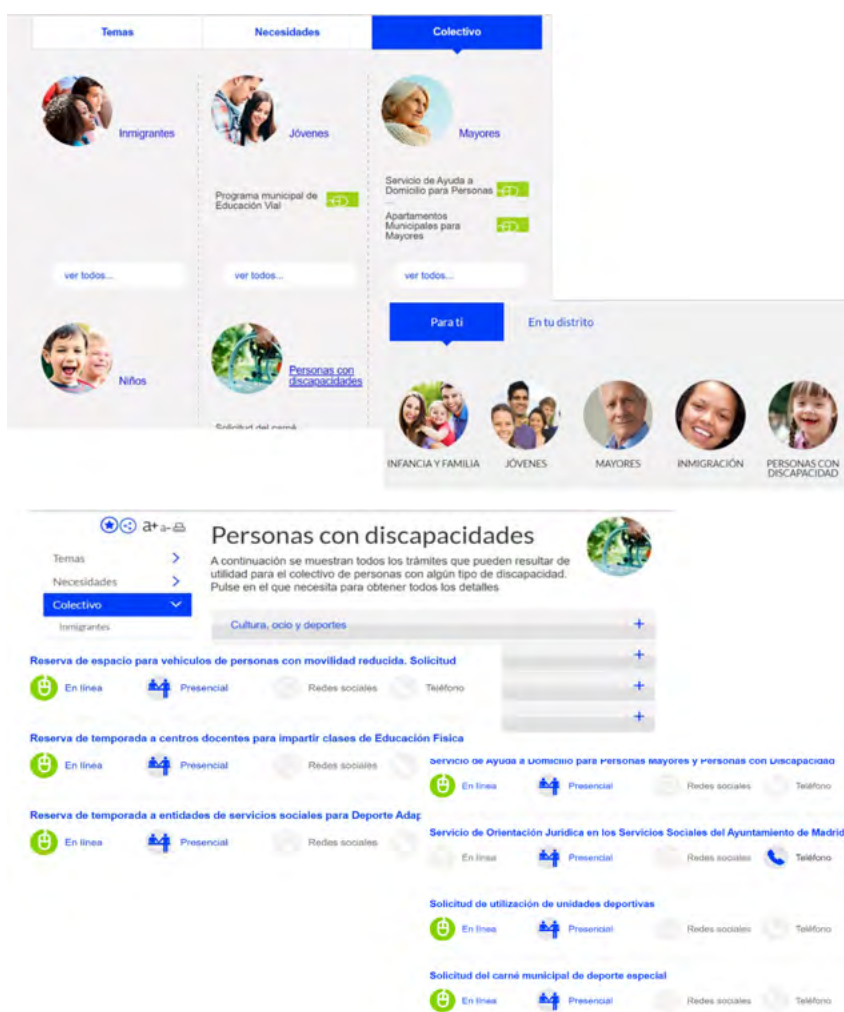 Temas
Necesidades
Colectivo
Inmigrantes
Jóvenes
Mayores
Programa municipal de
Educación Vial
Servicio de Ayuda a
Domicilio para Personas
...
Apartamentos
Municipales para
Mayores
ver todos...
ver todos...
ver todos...
Niños
Personas con
discapacidades
Solicitud del carné
Para ti
En tu distrito
INFANCIA Y FAMILIA
JÓVENES
MAYORES
INMIGRACIÓN
PERSONAS CON
DISCAPACIDAD
a+ a-
Temas
Necesidades
Colectivo
Inmigrantes
Personas con discapacidades
A continuación se muestran todos los trámites que pueden resultar de
utilidad para el colectivo de personas con algún tipo de discapacidad.
Pulse en el que necesita para obtener todos los detalles
Cultura, ocio y deportes +
+
+
+
Reserva de espacio para vehículos de personas con movilidad reducida. Solicitud
En línea Presencial Redes sociales Teléfono
Reserva de temporada a centros docentes para impartir clases de Educación Física
En línea Presencial Redes sociales
Reserva de temporada a entidades de servicios sociales para Deporte Adap
En línea Presencial Redes sociales
Servicio de Ayuda a Domicilio para Personas Mayores y Personas con Discapacidad
En línea Presencial Redes sociales Teléfono
Servicio de Orientación Jurídica en los Servicios Sociales del Ayuntamiento de Madrid
En línea Presencial Redes sociales Teléfono
Solicitud de utilización de unidades deportivas
En línea Presencial Redes sociales Teléfono
Solicitud del carné municipal de deporte especial
En línea Presencial Redes sociales Teléfono